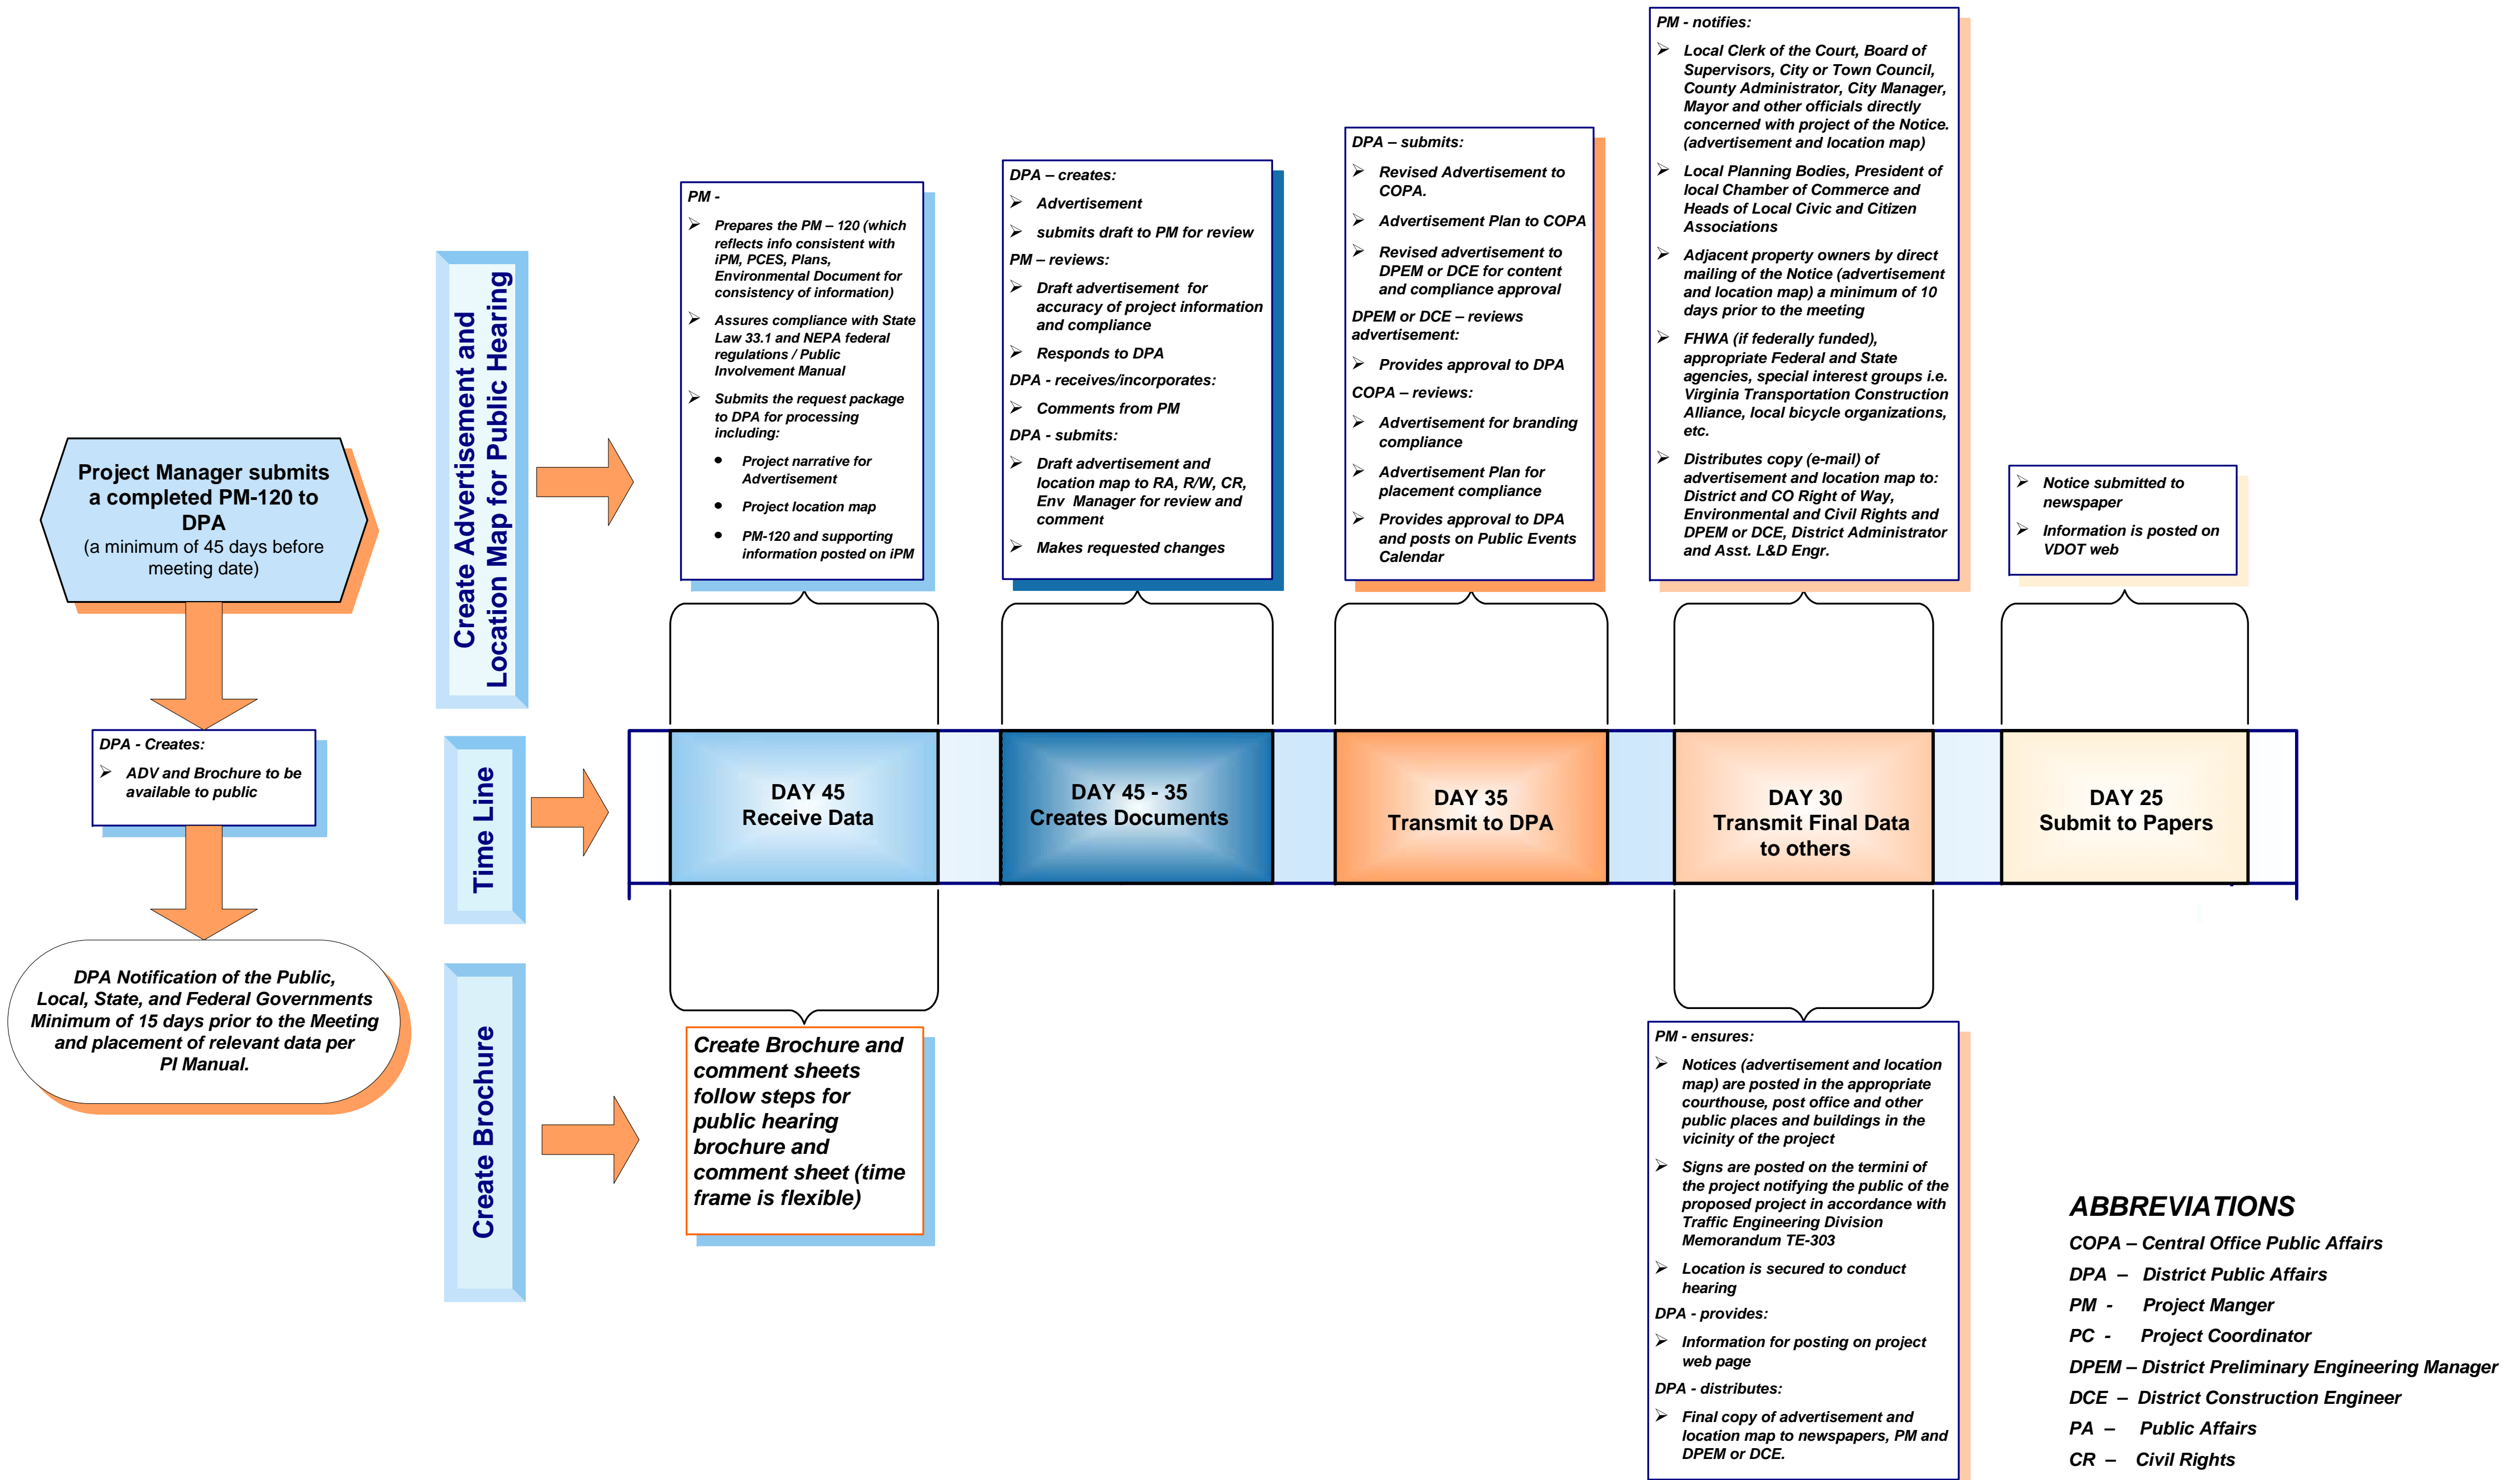 Project Manager submits
a completed PM-120 to
DPA
(a minimum of 45 days before
meeting date)
DPA - Creates:
➢ ADV and Brochure to be
available to public
DPA Notification of the Public,
Local, State, and Federal Governments
Minimum of 15 days prior to the Meeting
and placement of relevant data per
PI Manual.
Create Advertisement and
Location Map for Public Hearing
PM -
➢ Prepares the PM – 120 (which
reflects info consistent with
iPM, PCES, Plans,
Environmental Document for
consistency of information)
➢ Assures compliance with State
Law 33.1 and NEPA federal
regulations / Public
Involvement Manual
➢ Submits the request package
to DPA for processing
including:
• Project narrative for
Advertisement
• Project location map
• PM-120 and supporting
information posted on iPM
DPA – creates:
➢ Advertisement
➢ submits draft to PM for review
PM – reviews:
➢ Draft advertisement for
accuracy of project information
and compliance
➢ Responds to DPA
DPA - receives/incorporates:
➢ Comments from PM
DPA - submits:
➢ Draft advertisement and
location map to RA, R/W, CR,
Env Manager for review and
comment
➢ Makes requested changes
DPA – submits:
➢ Revised Advertisement to
COPA.
➢ Advertisement Plan to COPA
➢ Revised advertisement to
DPEM or DCE for content
and compliance approval
DPEM or DCE – reviews
advertisement:
➢ Provides approval to DPA
COPA – reviews:
➢ Advertisement for branding
compliance
➢ Advertisement Plan for
placement compliance
➢ Provides approval to DPA
and posts on Public Events
Calendar
PM - notifies:
➢ Local Clerk of the Court, Board of
Supervisors, City or Town Council,
County Administrator, City Manager,
Mayor and other officials directly
concerned with project of the Notice.
(advertisement and location map)
➢ Local Planning Bodies, President of
local Chamber of Commerce and
Heads of Local Civic and Citizen
Associations
➢ Adjacent property owners by direct
mailing of the Notice (advertisement
and location map) a minimum of 10
days prior to the meeting
➢ FHWA (if federally funded),
appropriate Federal and State
agencies, special interest groups i.e.
Virginia Transportation Construction
Alliance, local bicycle organizations,
etc.
➢ Distributes copy (e-mail) of
advertisement and location map to:
District and CO Right of Way,
Environmental and Civil Rights and
DPEM or DCE, District Administrator
and Asst. L&D Engr.
➢ Notice submitted to
newspaper
➢ Information is posted on
VDOT web
Time Line
DAY 45
Receive Data
DAY 45 - 35
Creates Documents
DAY 35
Transmit to DPA
DAY 30
Transmit Final Data
to others
DAY 25
Submit to Papers
Create Brochure
Create Brochure and
comment sheets
follow steps for
public hearing
brochure and
comment sheet (time
frame is flexible)
PM - ensures:
➢ Notices (advertisement and location
map) are posted in the appropriate
courthouse, post office and other
public places and buildings in the
vicinity of the project
➢ Signs are posted on the termini of
the project notifying the public of the
proposed project in accordance with
Traffic Engineering Division
Memorandum TE-303
➢ Location is secured to conduct
hearing
DPA - provides:
➢ Information for posting on project
web page
DPA - distributes:
➢ Final copy of advertisement and
location map to newspapers, PM and
DPEM or DCE.
ABBREVIATIONS
COPA – Central Office Public Affairs
DPA – District Public Affairs
PM - Project Manger
PC - Project Coordinator
DPEM – District Preliminary Engineering Manager
DCE – District Construction Engineer
PA – Public Affairs
CR – Civil Rights